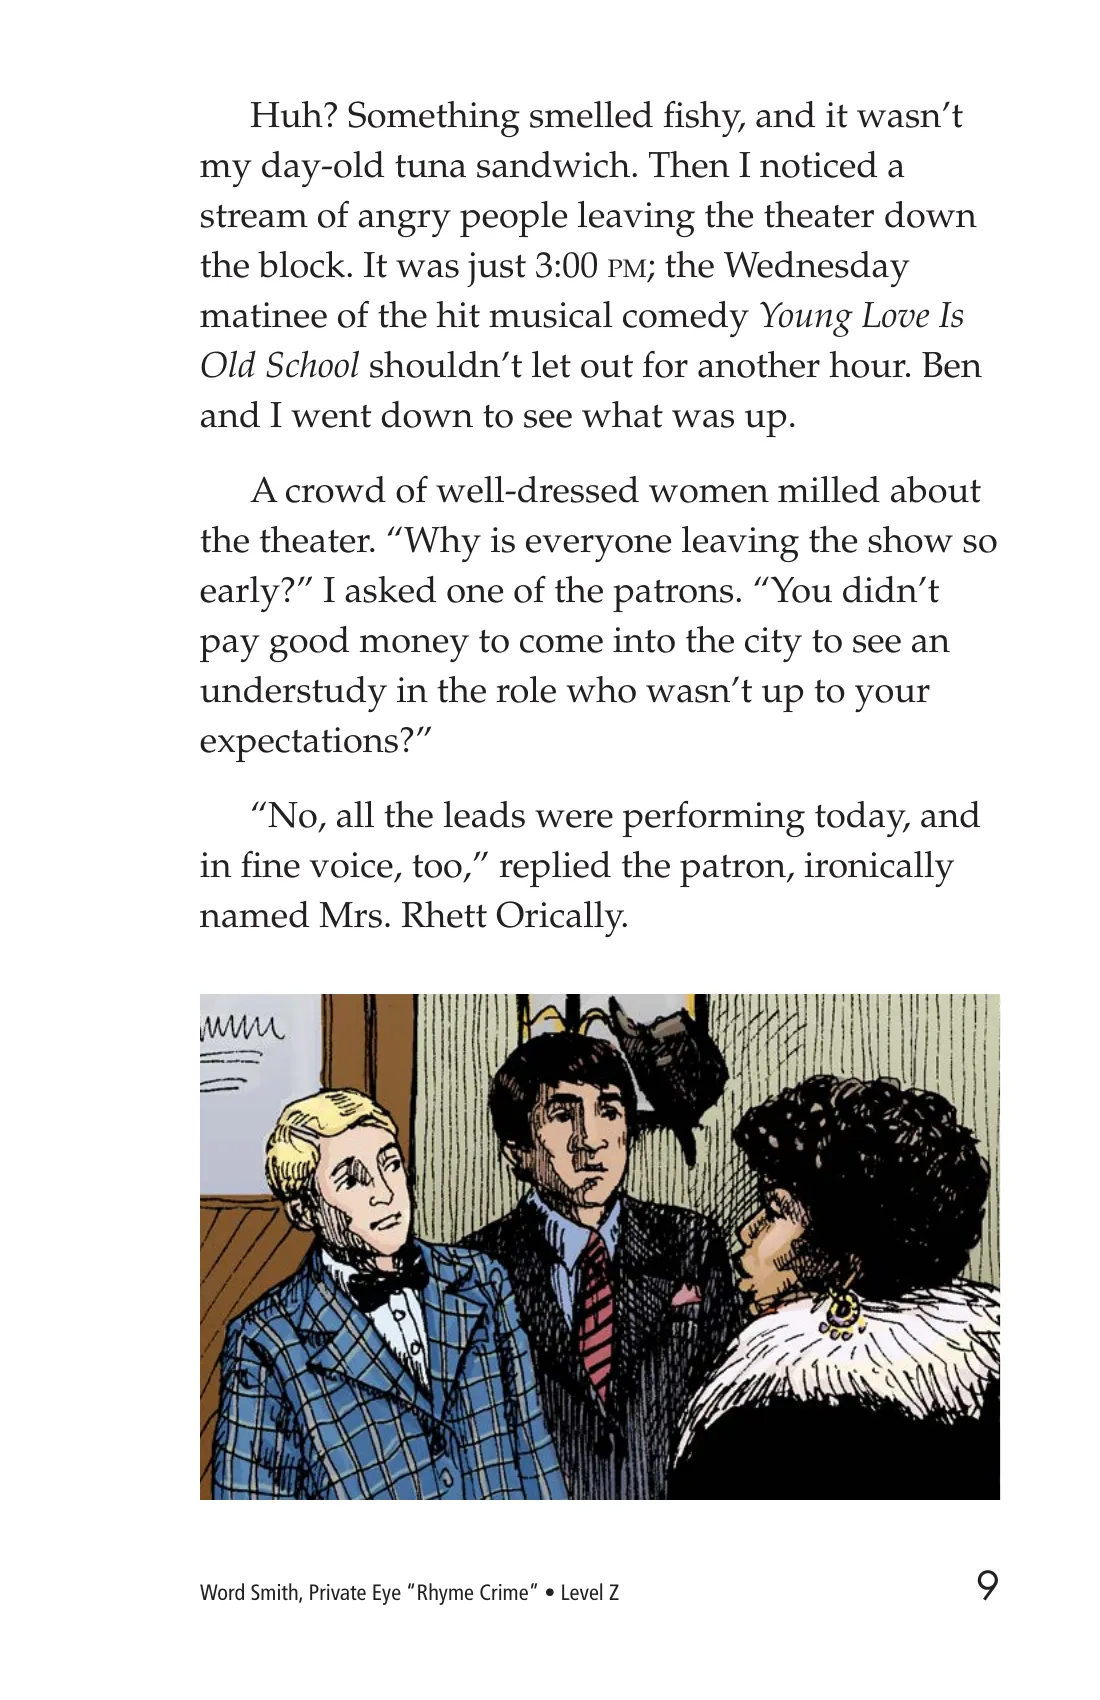 Huh? Something smelled fishy, and it wasn’t
my day-old tuna sandwich. Then I noticed a
stream of angry people leaving the theater down
the block. It was just 3:00 PM; the Wednesday
matinee of the hit musical comedy Young Love Is
Old School shouldn’t let out for another hour. Ben
and I went down to see what was up.
A crowd of well-dressed women milled about
the theater. “Why is everyone leaving the show so
early?” I asked one of the patrons. “You didn’t
pay good money to come into the city to see an
understudy in the role who wasn’t up to your
expectations?”
“No, all the leads were performing today, and
in fine voice, too,” replied the patron, ironically
named Mrs. Rhett Orically.
Word Smith, Private Eye “Rhyme Crime” • Level Z 9